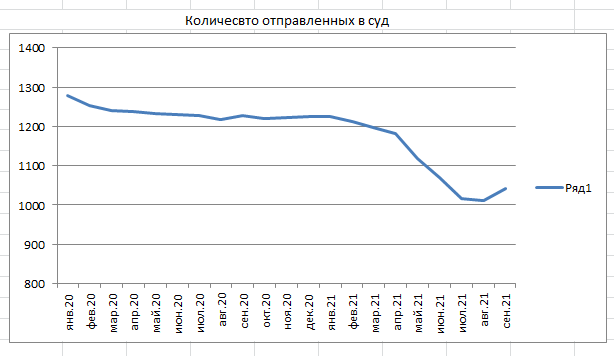 Количесвто отправленных в суд
1400
1300
1200
1100
1000
900
800
янв.20
фев.20
мар.20
апр.20
май.20
июн.20
июл.20
авг.20
сен.20
окт.20
ноя.20
дек.20
янв.21
фев.21
мар.21
апр.21
май.21
июн.21
июл.21
авг.21
сен.21
Ряд1